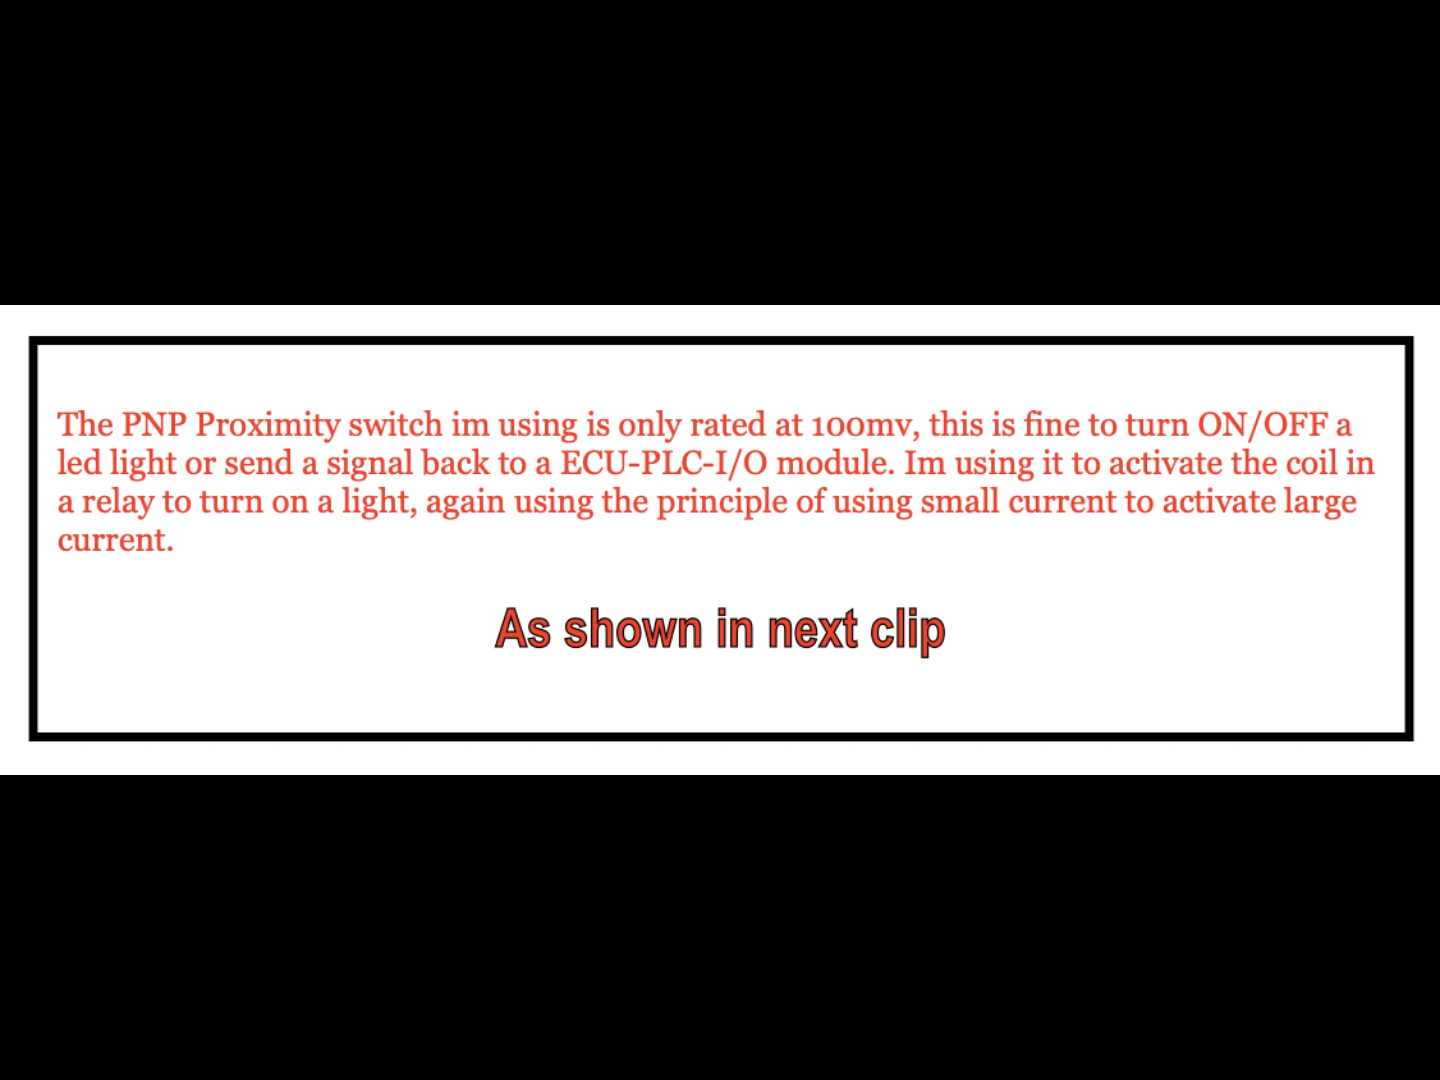 The PNP Proximity switch im using is only rated at 100mv, this is fine to turn ON/OFF a
led light or send a signal back to a ECU-PLC-I/O module. Im using it to activate the coil in
a relay to turn on a light, again using the principle of using small current to activate large
current.
As shown in next clip